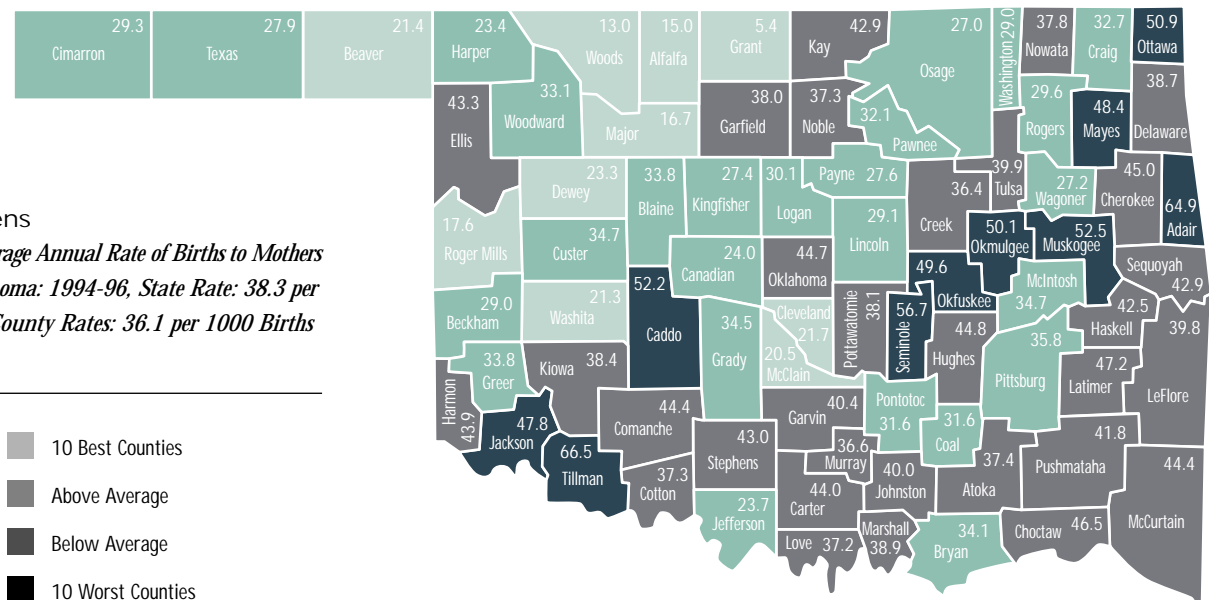 29.3
Cimarron
27.9
Texas
21.4
Beaver
23.4
Harper
13.0
Woods
15.0
Alfalfa
5.4
Grant
42.9
Kay
27.0
Osage
Washington 29.0
37.8
Nowata
32.7
Craig
50.9
Ottawa
43.3
Ellis
33.1
Woodward
16.7
Major
38.0
Garfield
37.3
Noble
32.1
Pawnee
29.6
Rogers
48.4
Mayes
38.7
Delaware
23.3
Dewey
33.8
Blaine
27.4
Kingfisher
30.1
Logan
Payne 27.6
36.4
Creek
39.9
Tulsa
27.2
Wagoner
45.0
Cherokee
64.9
Adair
17.6
Roger Mills
34.7
Custer
24.0
Canadian
44.7
Oklahoma
29.1
Lincoln
50.1
Okmulgee
52.5
Muskogee
Sequoyah
42.9
ens
rage Annual Rate of Births to Mothers
oma: 1994-96, State Rate: 38.3 per
County Rates: 36.1 per 1000 Births
29.0
Beckham
21.3
Washita
52.2
Caddo
34.5
Grady
Cleveland
21.7
20.5
McClain
Pottawatomie
38.1
56.7
Seminole
49.6
Okfuskee
44.8
Hughes
McIntosh
34.7
42.5
Haskell
39.8
LeFlore
33.8
Greer
Kiowa 38.4
35.8
Pittsburg
47.2
Latimer
Harmon
43.9
47.8
Jackson
66.5
Tillman
44.4
Comanche
43.0
Stephens
40.4
Garvin
Pontotoc
31.6
31.6
Coal
37.4
Atoka
41.8
Pushmataha
44.4
McCurtain
37.3
Cotton
36.6
Murray
44.0
Carter
40.0
Johnston
23.7
Jefferson
Love 37.2
Marshall
38.9
34.1
Bryan
Choctaw 46.5
10 Best Counties
Above Average
Below Average
10 Worst Counties